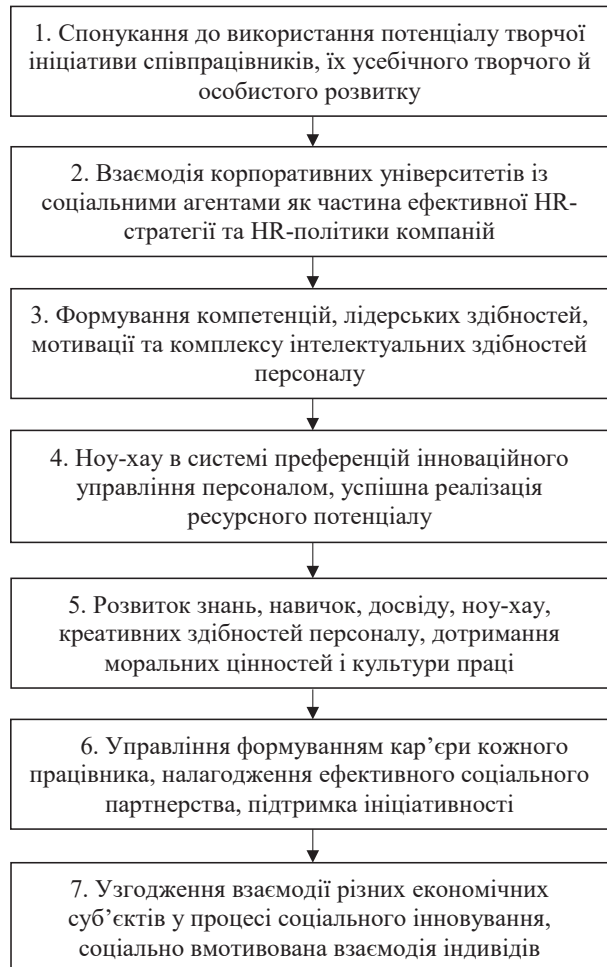 1. Спонукання до використання потенціалу творчої
ініціативи співпрацівників, їх усебічного творчого й
особистого розвитку
2. Взаємодія корпоративних університетів із
соціальними агентами як частина ефективної HR-
стратегії та HR-політики компаній
3. Формування компетенцій, лідерських здібностей,
мотивації та комплексу інтелектуальних здібностей
персоналу
4. Ноу-хау в системі преференцій інноваційного
управління персоналом, успішна реалізація
ресурсного потенціалу
5. Розвиток знань, навичок, досвіду, ноу-хау,
креативних здібностей персоналу, дотримання
моральних цінностей і культури праці
6. Управління формуванням кар’єри кожного
працівника, налагодження ефективного соціального
партнерства, підтримка ініціативності
7. Узгодження взаємодії різних економічних
суб’єктів у процесі соціального інновування,
соціально вмотивована взаємодія індивідів